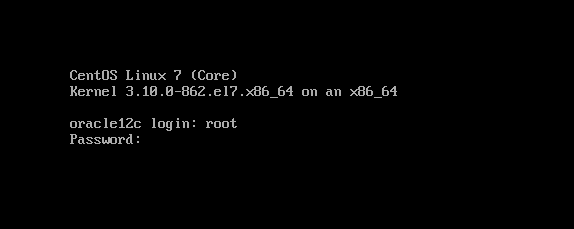 CentOS Linux 7 (Core)
Kernel 3.10.0-862.el7.x86_64 on an x86_64
oracle12c login: root
Password: